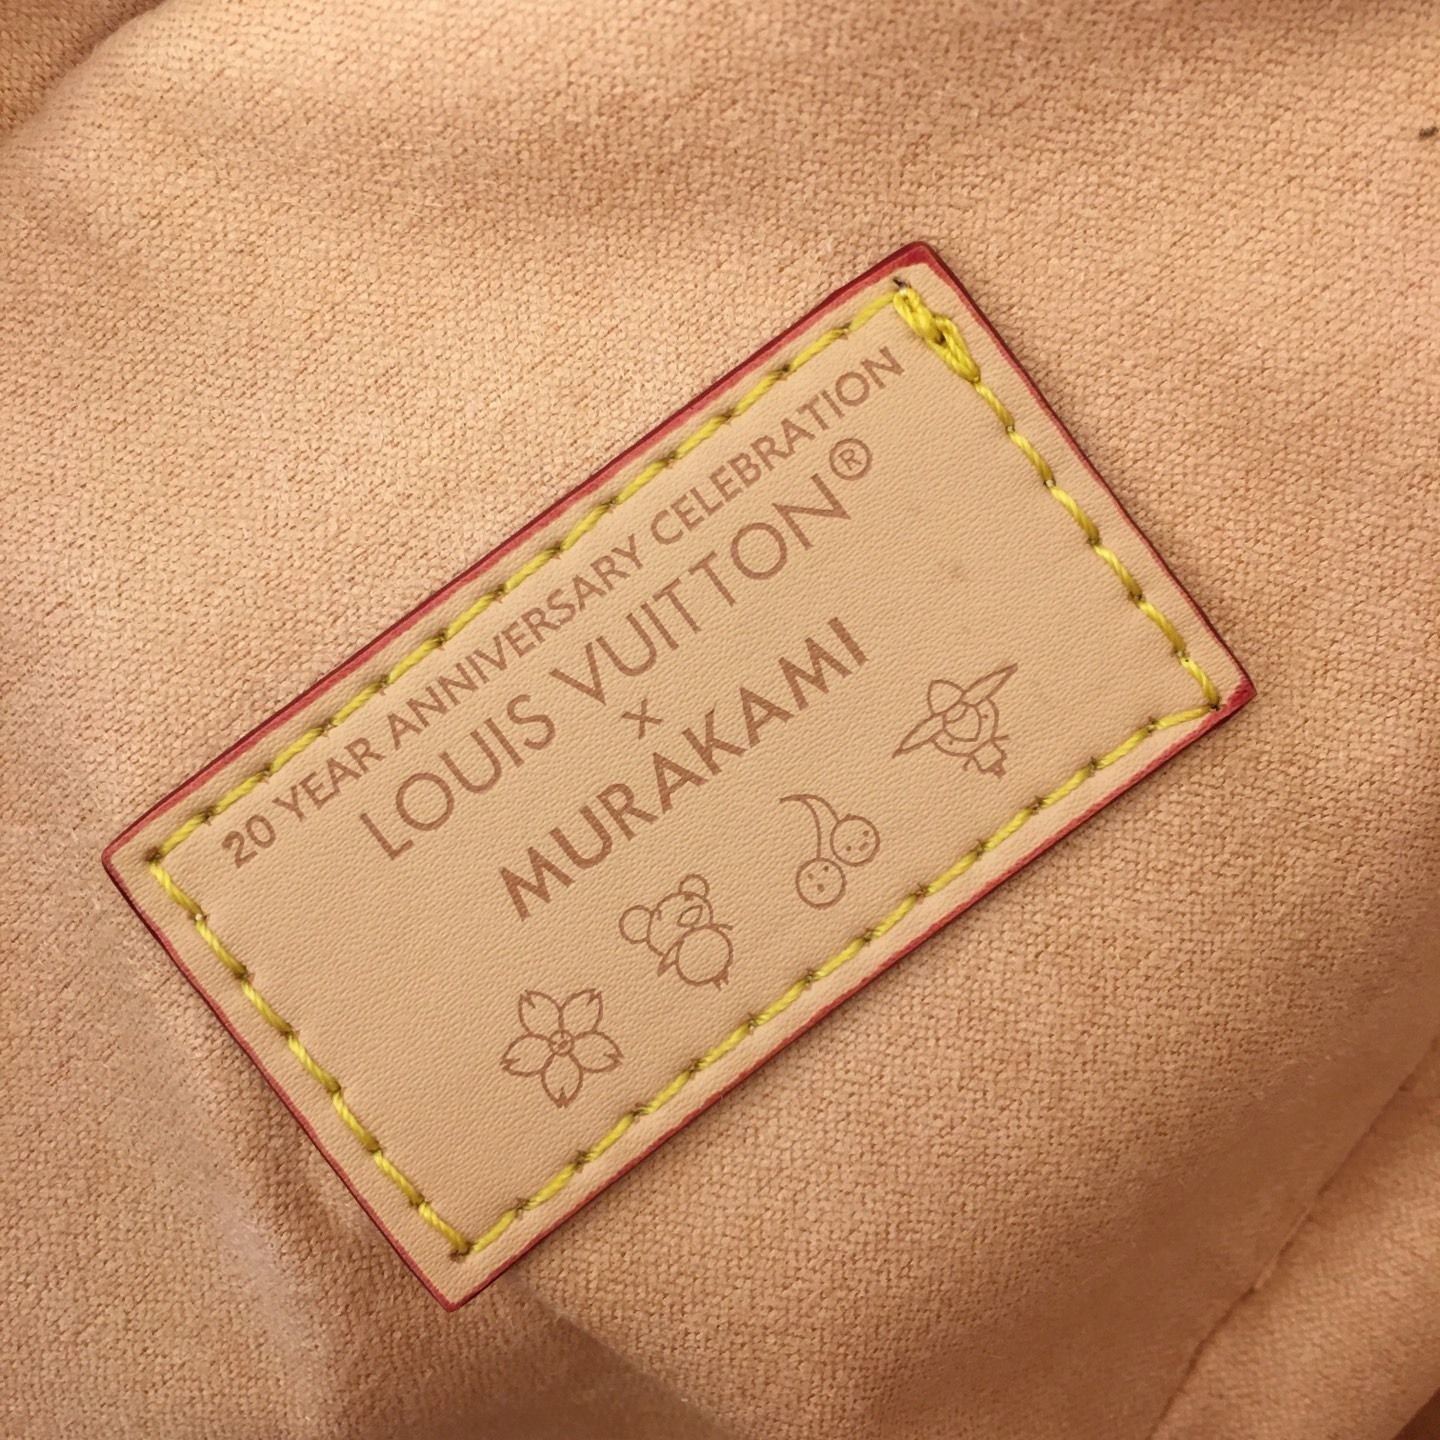 20 YEAR ANNIVERSARY CELEBRATION
LOUIS VUITTON®
×
MURAKAMI